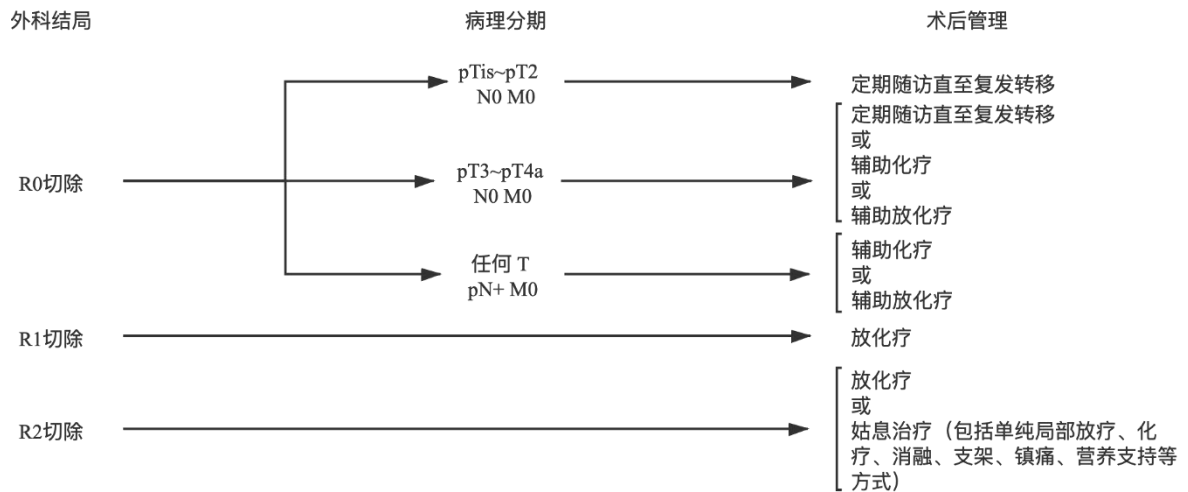 外科结局
病理分期
术后管理
R0切除
pTis~pT2
N0 M0
定期随访直至复发转移
pT3~pT4a
N0 M0
定期随访直至复发转移
或
辅助化疗
或
辅助放化疗
任何 T
pN+ M0
辅助化疗
或
辅助放化疗
R1切除
放化疗
R2切除
放化疗
或
姑息治疗（包括单纯局部放疗、化
疗、消融、支架、镇痛、营养支持等
方式）